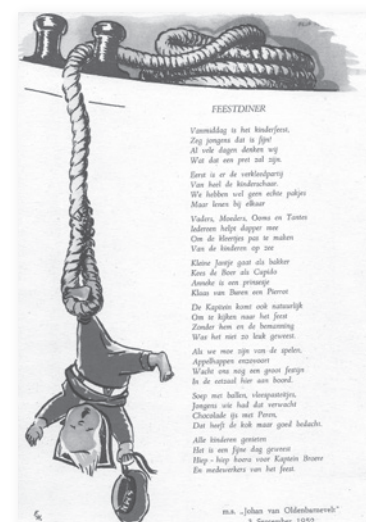 FEESTDINER
Vanmiddag is het kinderfeest,
Zeg jongens dat is fijn!
Al vele dagen denken wij
Wat dat een pret zal zijn.
Eerst is er de verkleedpartij
Van heel de kinderschaar.
We hebben wel geen echte pakjes
Maar lenen bij elkaar
Vaders, Moeders, Ooms en Tantes
Iedereen helpt dapper mee
Om de kleertjes pas te maken
Van de kinderen op zee
Kleine Jantje gaat als bakker
Kees de Boer als Cupido
Anneke is een prinsesje
Klaas van Buren een Pierrot
De Kaptein komt ook natuurlijk
Om te kijken naar het feest
Zonder hem en de bemanning
Was het niet zo leuk geweest.
Als we moe zijn van de spelen,
Appelhappen enzovoort
Wacht ons nog een groot festijn
In de eetzaal hier aan boord.
Soep met ballen, vleespasteitjes,
Jongens wie had dat verwacht
Chocolade ijs met Peren,
Dat heeft de kok maar goed bedacht.
Alle kinderen genieten
Het is een fijne dag geweest
Hiep - hiep hoera voor Kaptein Broere
En medewerkers van het feest.
m.s. „Johan van Oldenbarnevelt"
September